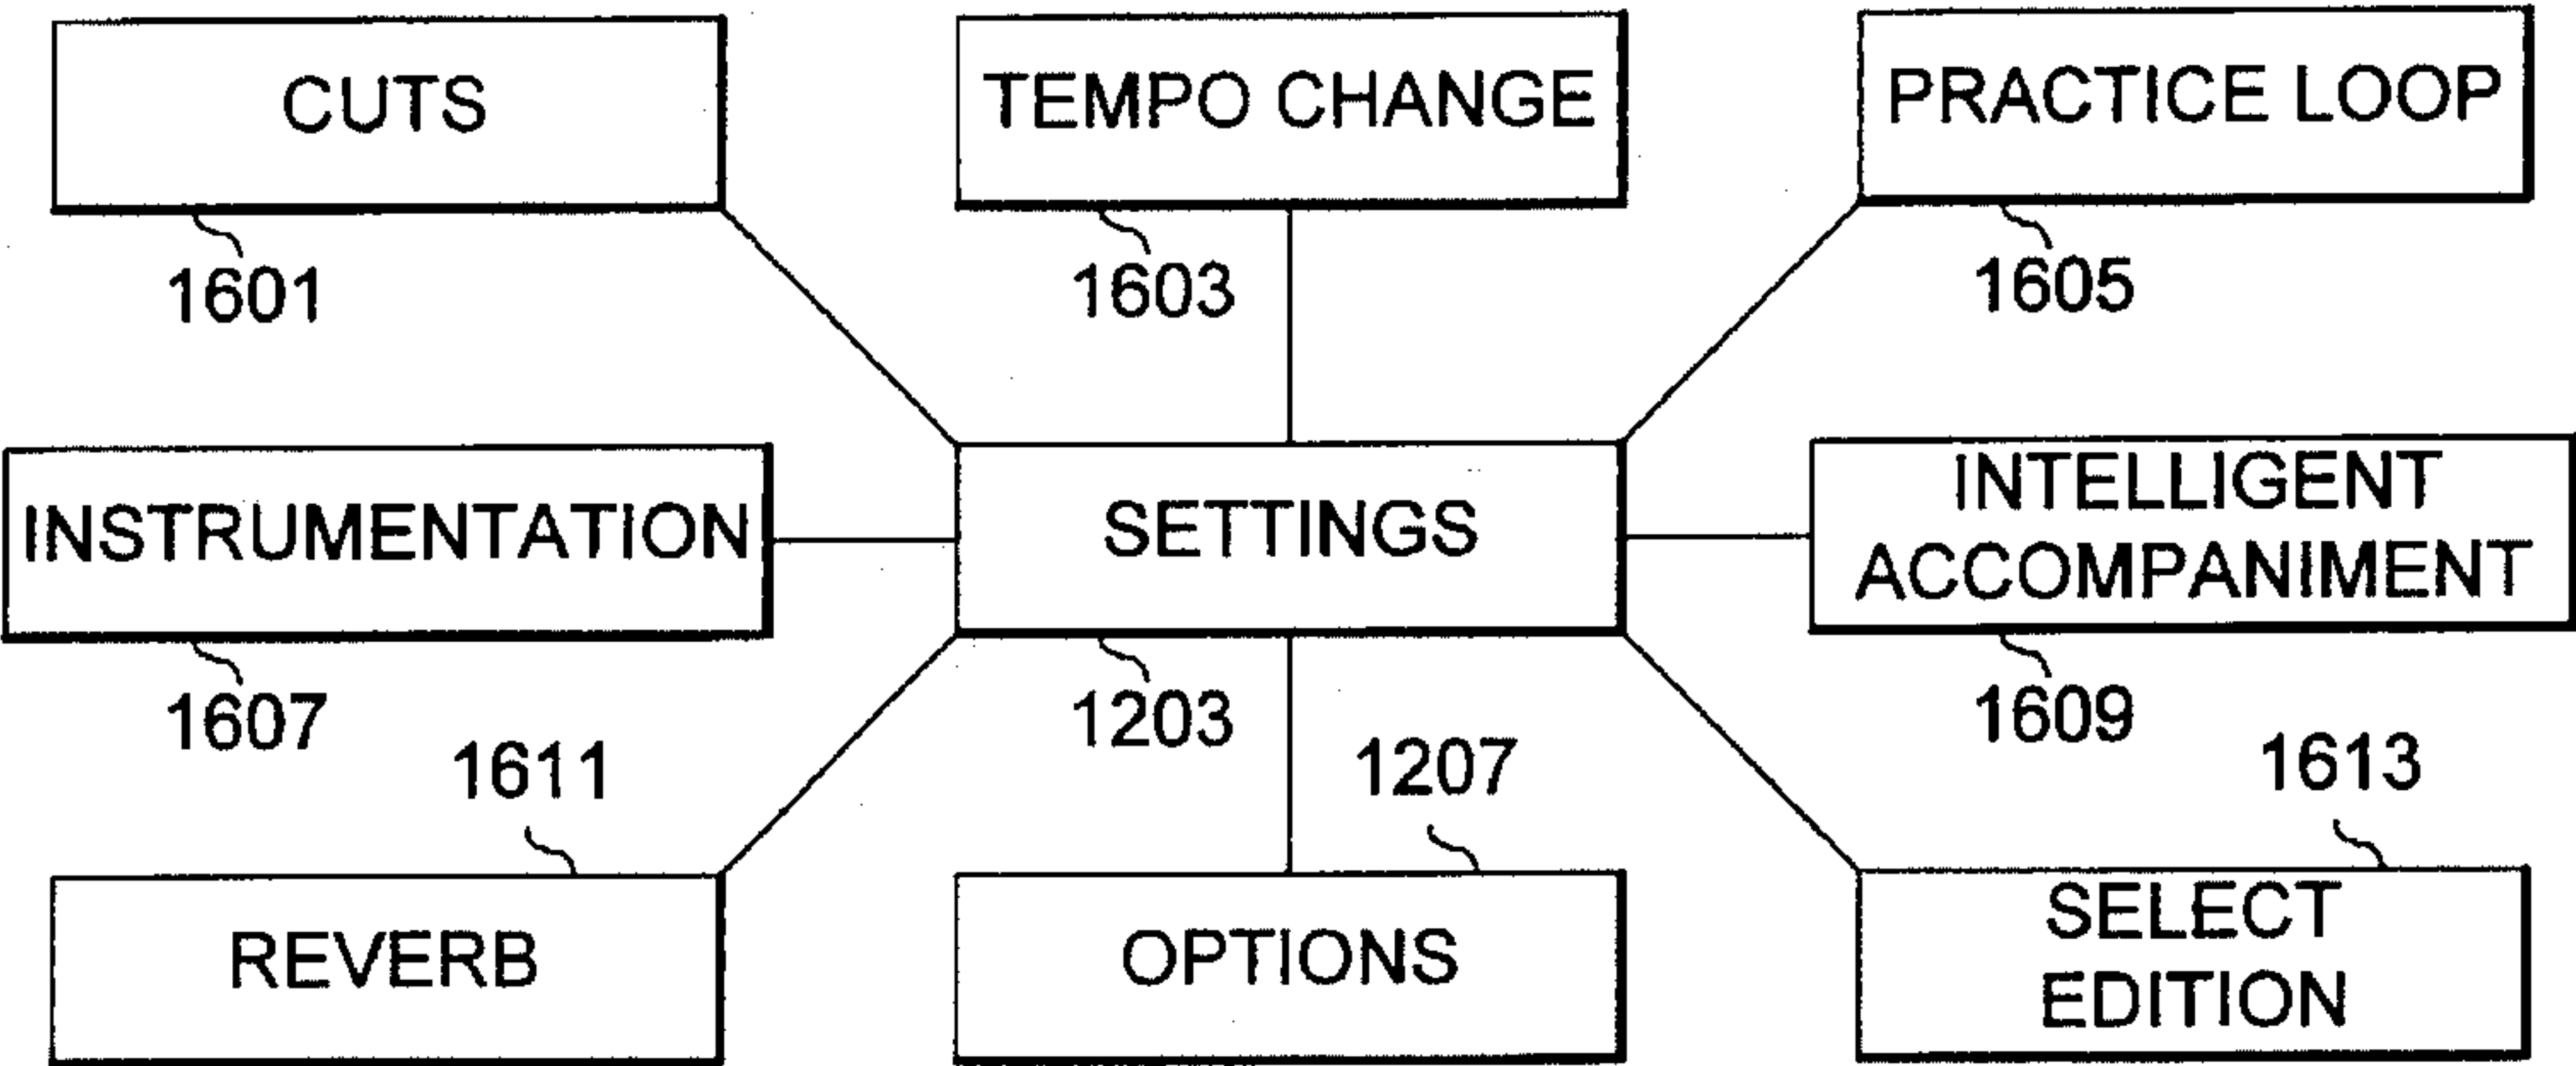 CUTS
TEMPO CHANGE
PRACTICE LOOP
1601
1603
1605
INSTRUMENTATION
SETTINGS
INTELLIGENT
ACCOMPANIMENT
1607
1203
1609
1611
1207
1613
REVERB
OPTIONS
SELECT
EDITION